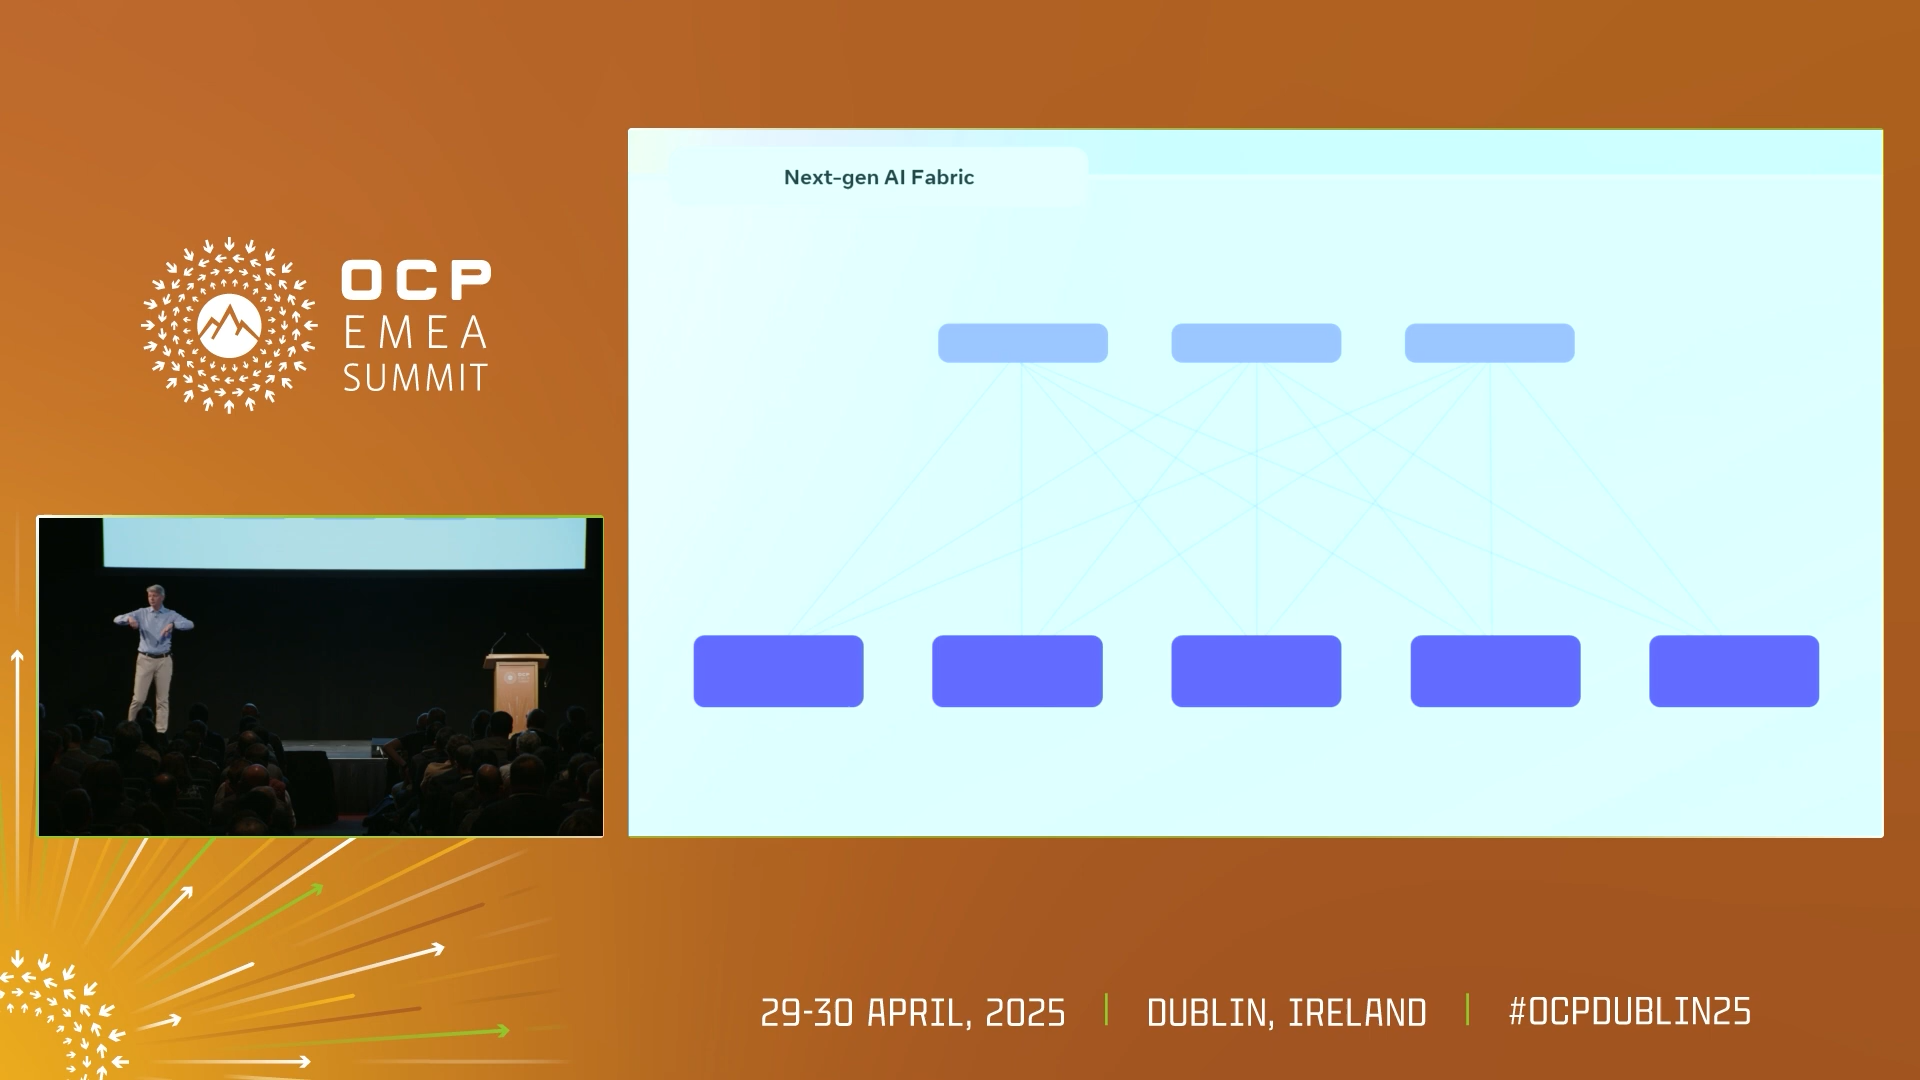 Next-gen AI Fabric
OCP
EMEA
SUMMIT
29-30 APRIL, 2025
DUBLIN, IRELAND
#OCPDUBLIN25